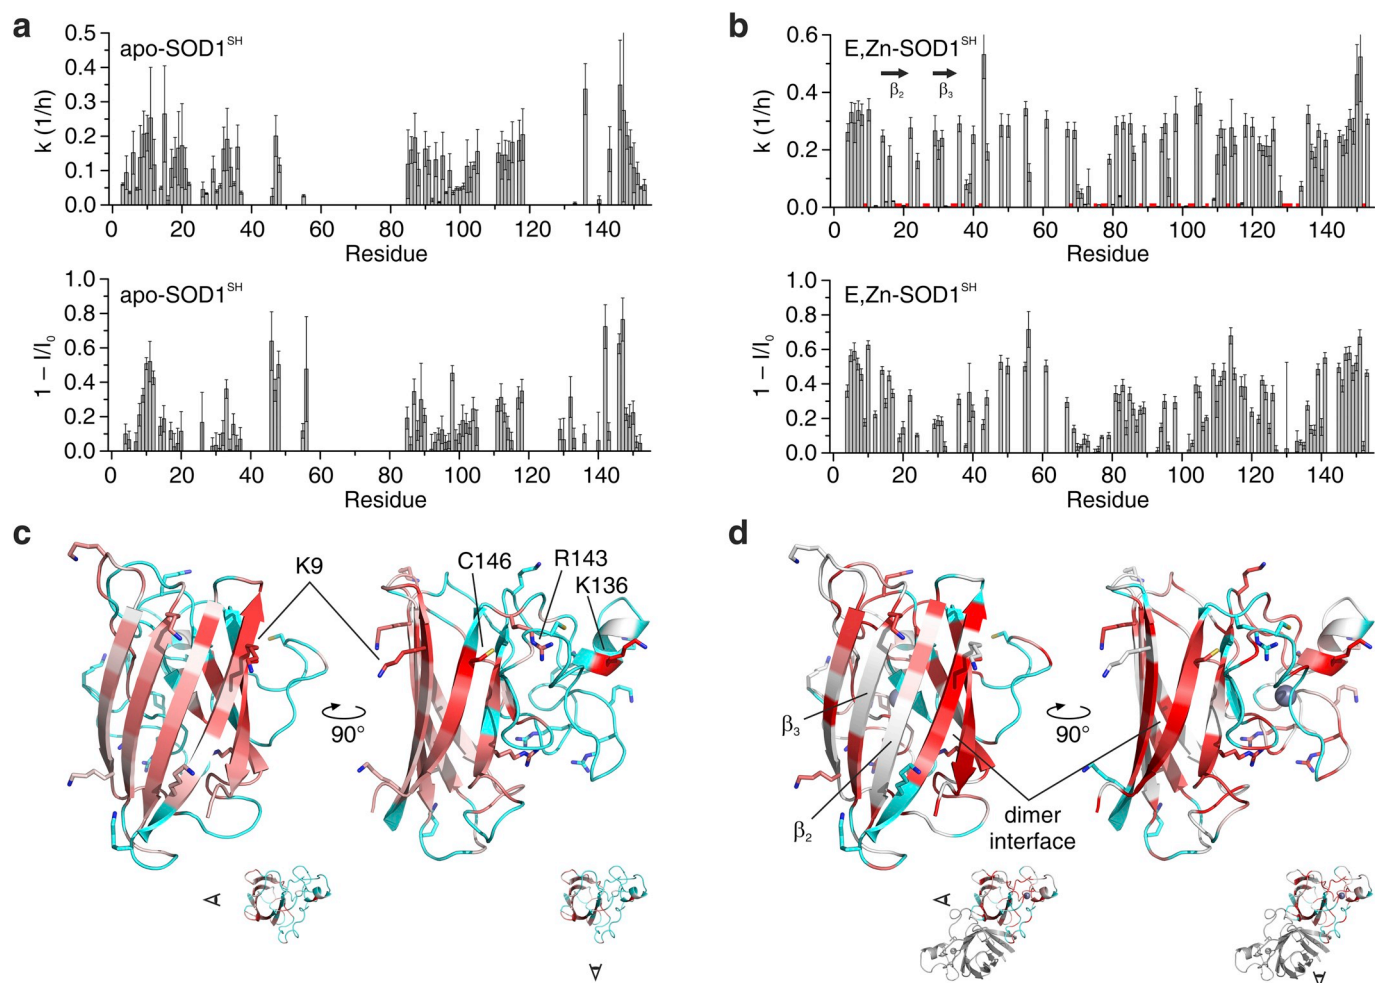 a
apo-SOD1SH
k (1/h)
0.5
0.4
0.3
0.2
0.1
0.0
0 20 40 60 80 100 120 140
Residue
apo-SOD1SH
1 – I/I0
1.0
0.8
0.6
0.4
0.2
0.0
0 20 40 60 80 100 120 140
Residue
b
E,Zn-SOD1SH
β2
β3
k (1/h)
0.6
0.4
0.2
0.0
0 20 40 60 80 100 120 140
Residue
E,Zn-SOD1SH
1 – I/I0
1.0
0.8
0.6
0.4
0.2
0.0
0 20 40 60 80 100 120 140
Residue
c
K9
C146
R143
K136
90°
d
β3
β2
90°
dimer
interface